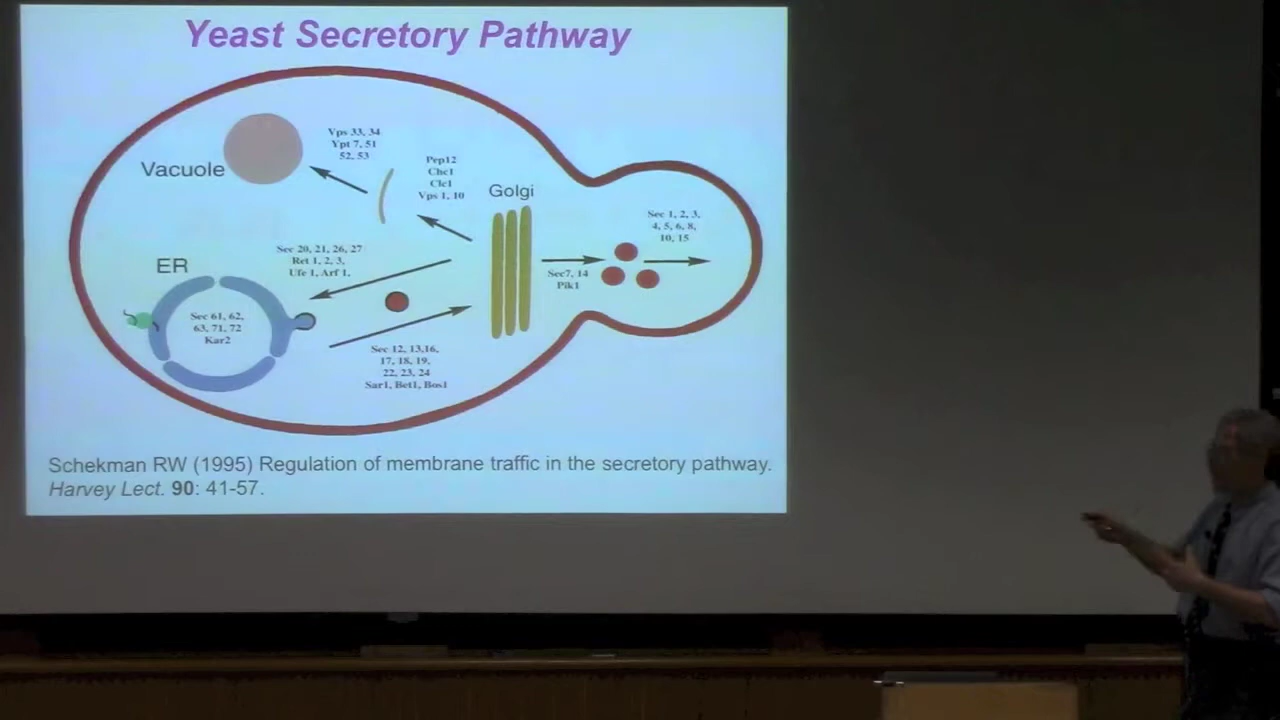 Yeast Secretory Pathway
Vps 33, 34
Ypt 7, 51
52, 53
Vacuole
Pep12
Chc1
Clc1
Vps 1, 10
Golgi
Sec 1, 2, 3,
4, 5, 6, 8,
10, 15
Sec 20, 21, 26, 27
Ret 1, 2, 3,
Ufe 1, Arf 1,
ER
Sec7, 14
Pik1
Sec 61, 62,
63, 71, 72
Kar2
Sec 12, 13,16,
17, 18, 19,
22, 23, 24
Sar1, Bet1, Bos1
Schekman RW (1995) Regulation of membrane traffic in the secretory pathway.
Harvey Lect. 90: 41-57.